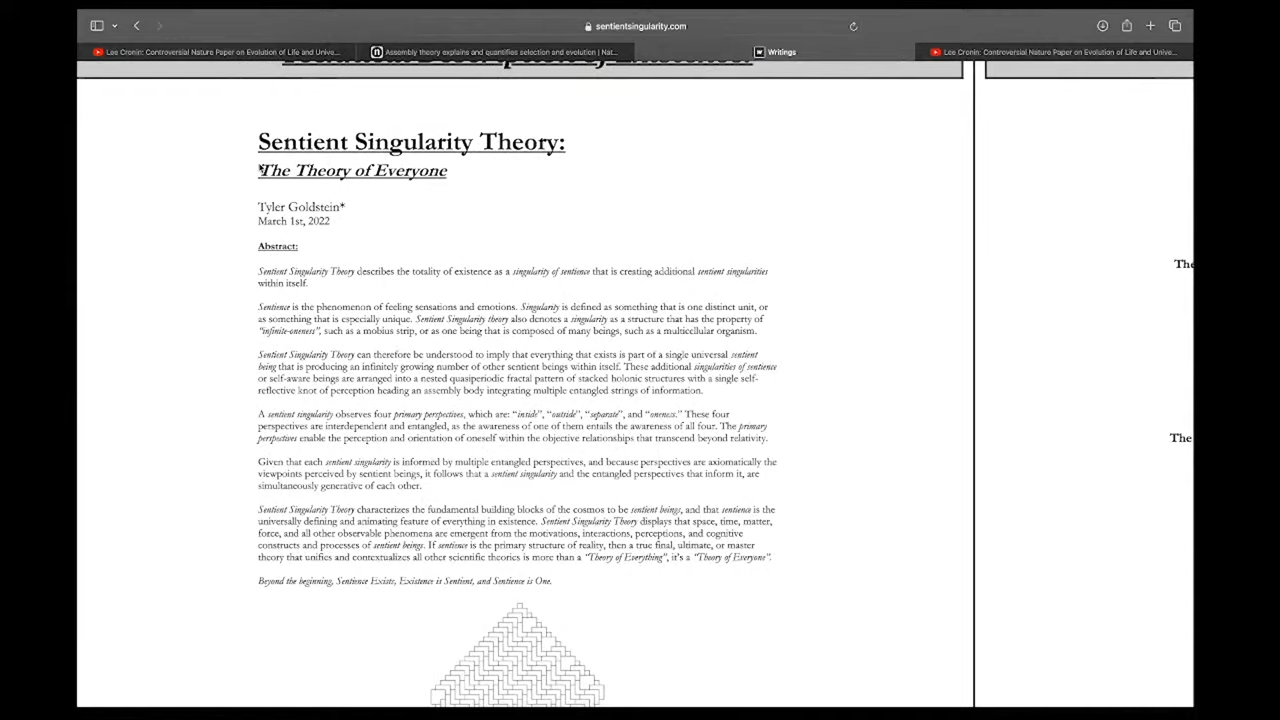 sentientsingularity.com
Lee Cronin: Controversial Nature Paper on Evolution of Life and Unive...
Assembly theory explains and quantifies selection and evolution | Nat...
Writings
Lee Cronin: Controversial Nature Paper on Evolution of Life and Unive...
Sentient Singularity Theory:
The Theory of Everyone
Tyler Goldstein*
March 1st, 2022
Abstract:
Sentient Singularity Theory describes the totality of existence as a singularity of sentience that is creating additional sentient singularities
within itself.
Sentience is the phenomenon of feeling sensations and emotions. Singularity is defined as something that is one distinct unit, or
as something that is especially unique. Sentient Singularity theory also denotes a singularity as a structure that has the property of
"infinite-oneness", such as a mobius strip, or as one being that is composed of many beings, such as a multicellular organism.
Sentient Singularity Theory can therefore be understood to imply that everything that exists is part of a single universal sentient
being that is producing an infinitely growing number of other sentient beings within itself. These additional singularities of sentience
or self-aware beings are arranged into a nested quasiperiodic fractal pattern of stacked holonic structures with a single self-
reflective knot of perception heading an assembly body integrating multiple entangled strings of information.
A sentient singularity observes four primary perspectives, which are: "inside", "outside", "separate", and "oneness." These four
perspectives are interdependent and entangled, as the awareness of one of them entails the awareness of all four. The primary
perspectives enable the perception and orientation of oneself within the objective relationships that transcend beyond relativity.
Given that each sentient singularity is informed by multiple entangled perspectives, and because perspectives are axiomatically the
viewpoints perceived by sentient beings, it follows that a sentient singularity and the entangled perspectives that inform it, are
simultaneously generative of each other.
Sentient Singularity Theory characterizes the fundamental building blocks of the cosmos to be sentient beings, and that sentience is the
universally defining and animating feature of everything in existence. Sentient Singularity Theory displays that space, time, matter,
force, and all other observable phenomena are emergent from the motivations, interactions, perceptions, and cognitive
constructs and processes of sentient beings. If sentience is the primary structure of reality, then a true final, ultimate, or master
theory that unifies and contextualizes all other scientific theories is more than a "Theory of Everything", it's a "Theory of Everyone".
Beyond the beginning, Sentience Exists, Existence is Sentient, and Sentience is One.
The
The